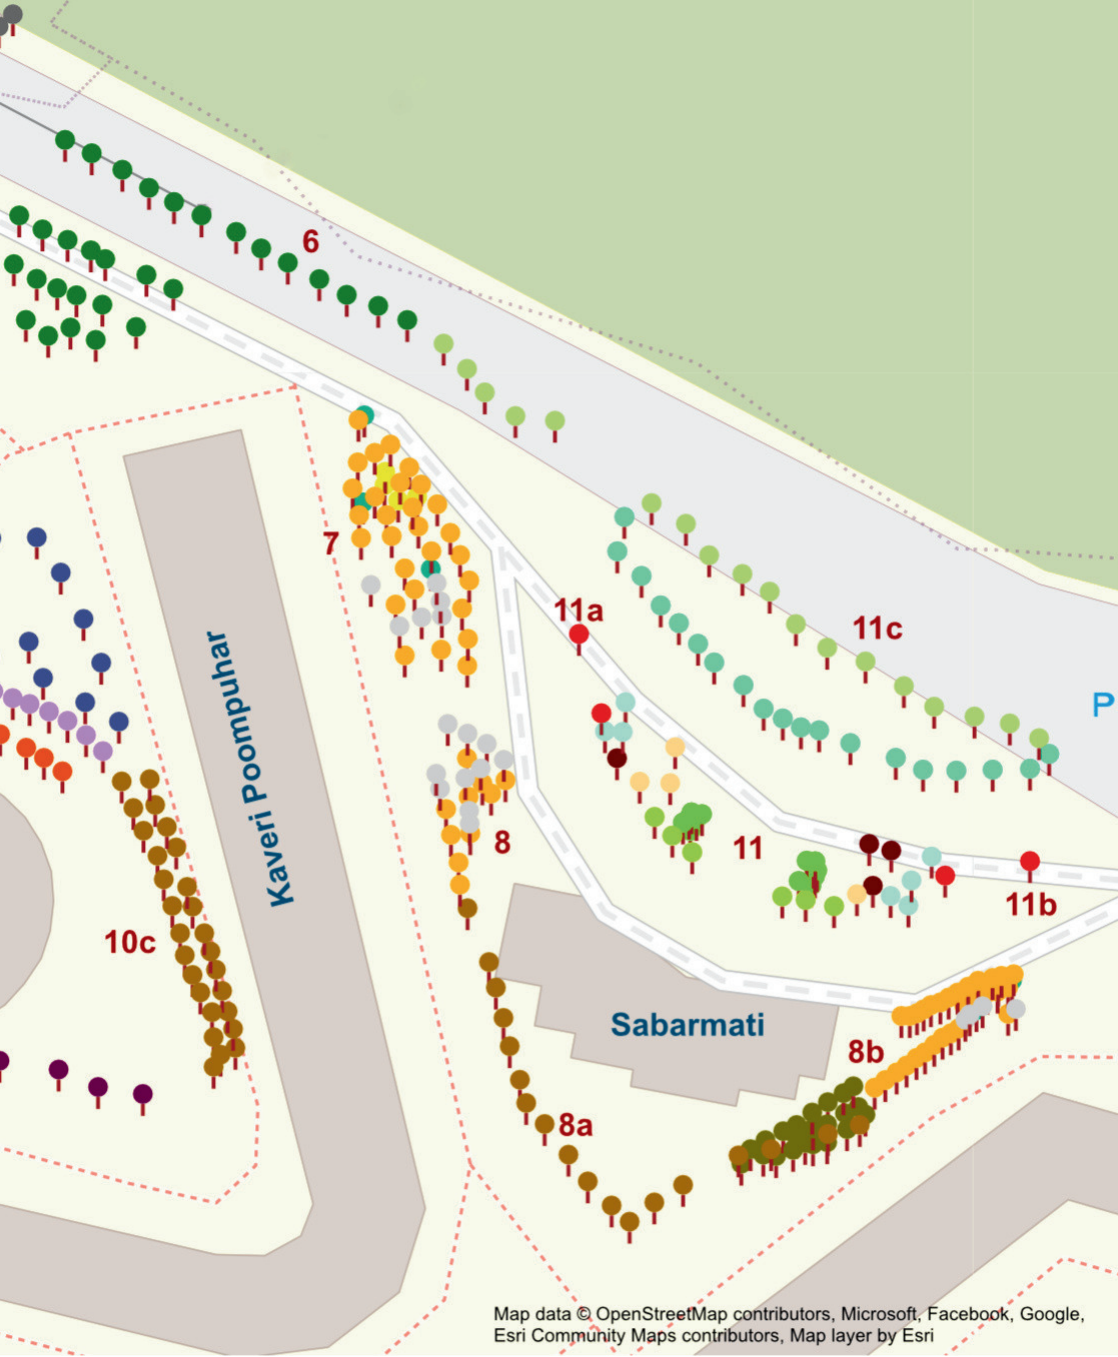 6
7
11a
11c
P
Kaveri Poompuhar
8
11
11b
10c
Sabarmati
8b
8a
Map data © OpenStreetMap contributors, Microsoft, Facebook, Google,
Esri Community Maps contributors, Map layer by Esri